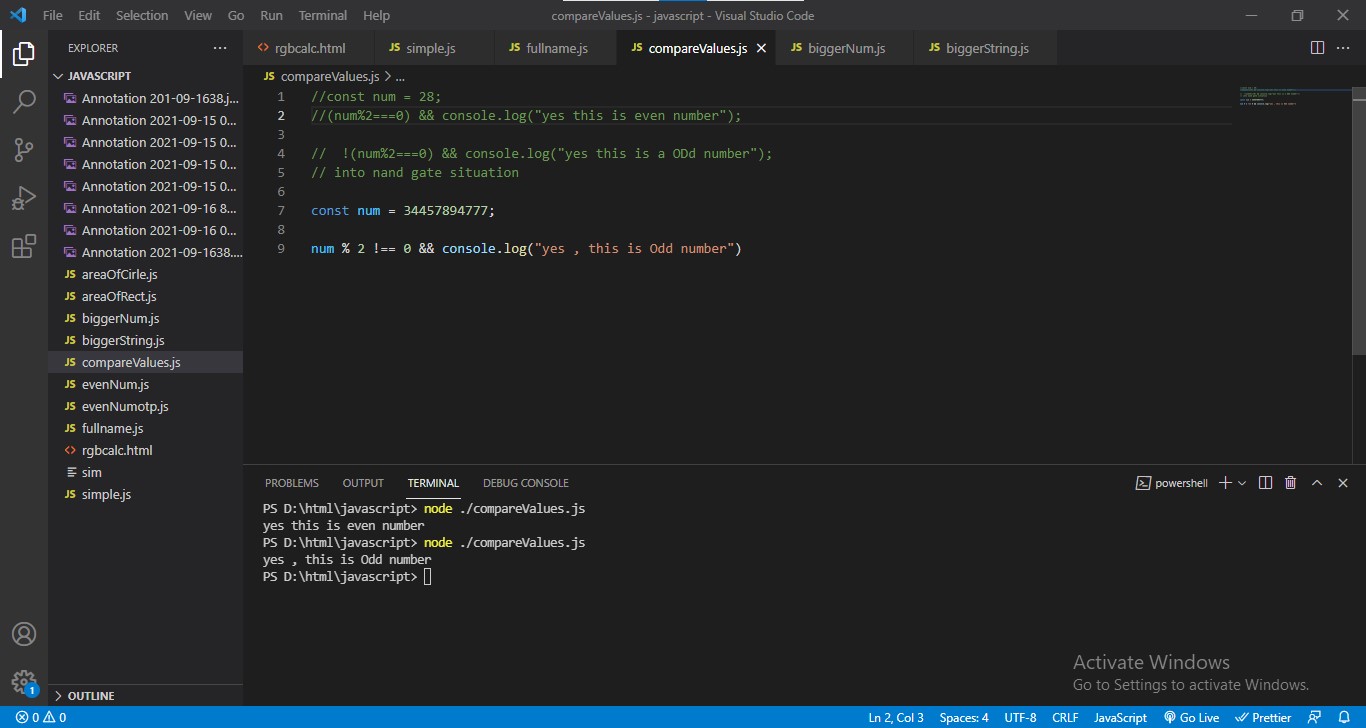 File Edit Selection View Go Run Terminal Help
compareValues.js - javascript - Visual Studio Code
EXPLORER
JAVASCRIPT
Annotation 201-09-1638.j...
Annotation 2021-09-15 0...
Annotation 2021-09-15 0...
Annotation 2021-09-15 0...
Annotation 2021-09-15 0...
Annotation 2021-09-16 8...
Annotation 2021-09-16 0...
Annotation 2021-09-1638....
JS areaOfCirle.js
JS areaOfRect.js
JS biggerNum.js
JS biggerString.js
JS compareValues.js
JS evenNum.js
JS evenNumotp.js
JS fullname.js
<> rgbcalc.html
sim
JS simple.js
OUTLINE
<> rgbcalc.html JS simple.js JS fullname.js JS compareValues.js JS biggerNum.js JS biggerString.js
JS compareValues.js > ...
1 //const num = 28;
2 //(num%2===0) && console.log("yes this is even number");
3
4 //  !(num%2===0) && console.log("yes this is a ODd number");
5 // into nand gate situation
6
7 const num = 34457894777;
8
9 num % 2 !== 0 && console.log("yes , this is Odd number")
PROBLEMS OUTPUT TERMINAL DEBUG CONSOLE
powershell
PS D:\html\javascript> node ./compareValues.js
yes this is even number
PS D:\html\javascript> node ./compareValues.js
yes , this is Odd number
PS D:\html\javascript>
Activate Windows
Go to Settings to activate Windows.
1
0 0
Ln 2, Col 3 Spaces: 4 UTF-8 CRLF JavaScript Go Live Prettier